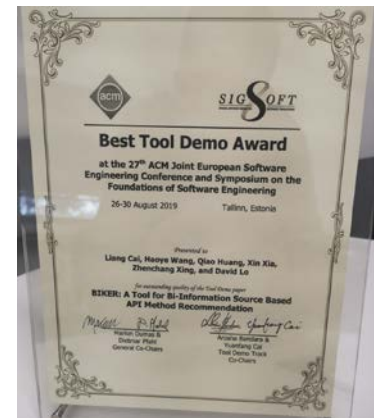 acm
SIGSOFT
Best Tool Demo Award
at the 27th ACM Joint European Software
Engineering Conference and Symposium on the
Foundations of Software Engineering
26-30 August 2019 Tallinn, Estonia
Presented to
Liang Cai, Haoye Wang, Qiao Huang, Xin Xia,
Zhenchang Xing, and David Lo
for outstanding quality of the Tool Demo paper
BIKER: A Tool for Bi-Information Source Based
API Method Recommendation
Marlon Dumas &
Dietmar Pfahl
General Co-Chairs
Yuanfang Cai
Tool Demo Track
Co-Chairs